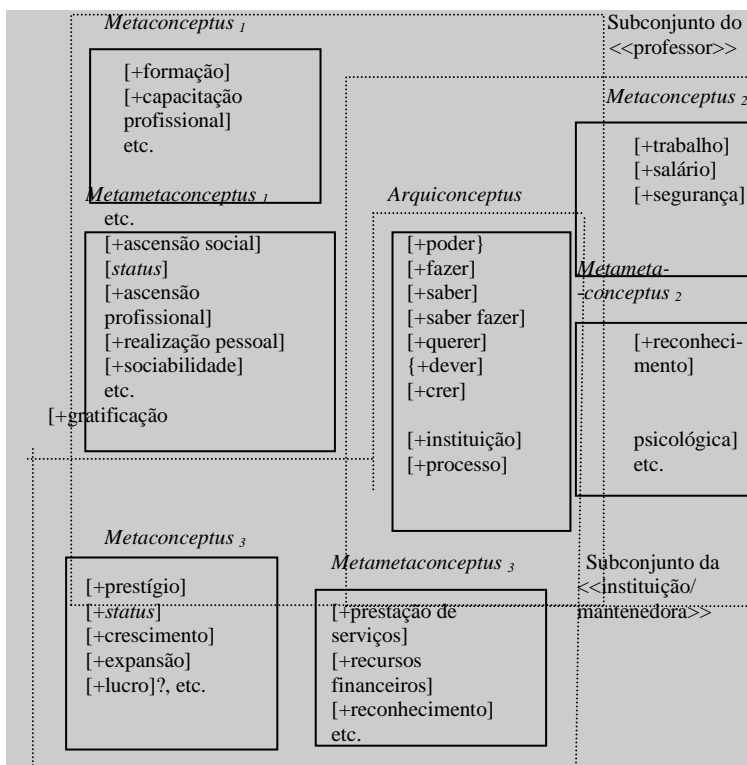 Metaconceptus 1
[+formação]
[+capacitação
profissional]
etc.
Subconjunto do
<<professor>>
Metaconceptus 2
[+trabalho]
[+salário]
[+segurança]
Metametaconceptus 1
etc.
[+ascensão social]
[status]
[+ascensão
profissional]
[+realização pessoal]
[+sociabilidade]
etc.
[+gratificação
Arquiconceptus
[+poder}
[+fazer]
[+saber]
[+saber fazer]
[+querer]
{+dever]
[+crer]
[+instituição]
[+processo]
Metameta-
-conceptus 2
[+reconheci-
mento]
psicológica]
etc.
Metaconceptus 3
[+prestígio]
[+status]
[+crescimento]
[+expansão]
[+lucro]?, etc.
Metametaconceptus 3
[+prestação de
serviços]
[+recursos
financeiros]
[+reconhecimento]
etc.
Subconjunto da
<<instituição/
mantenedora>>